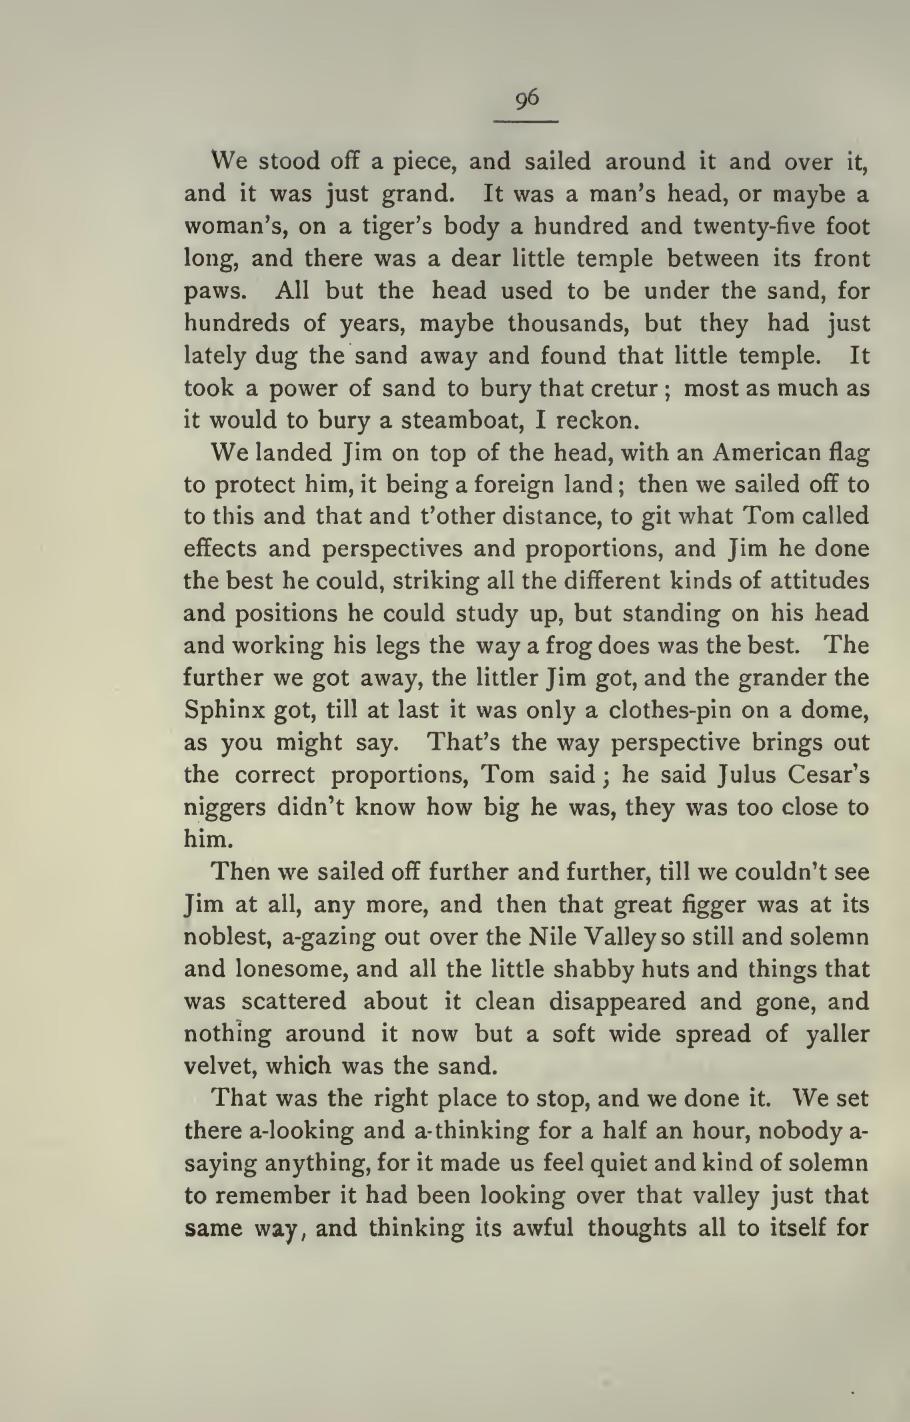 96
We stood off a piece, and sailed around it and over it,
and it was just grand. It was a man's head, or maybe a
woman's, on a tiger's body a hundred and twenty-five foot
long, and there was a dear little temple between its front
paws. All but the head used to be under the sand, for
hundreds of years, maybe thousands, but they had just
lately dug the sand away and found that little temple. It
took a power of sand to bury that cretur ; most as much as
it would to bury a steamboat, I reckon.
We landed Jim on top of the head, with an American flag
to protect him, it being a foreign land ; then we sailed off to
to this and that and t'other distance, to git what Tom called
effects and perspectives and proportions, and Jim he done
the best he could, striking all the different kinds of attitudes
and positions he could study up, but standing on his head
and working his legs the way a frog does was the best. The
further we got away, the littler Jim got, and the grander the
Sphinx got, till at last it was only a clothes-pin on a dome,
as you might say. That's the way perspective brings out
the correct proportions, Tom said ; he said Julus Cesar's
niggers didn't know how big he was, they was too close to
him.
Then we sailed off further and further, till we couldn't see
Jim at all, any more, and then that great figger was at its
noblest, a-gazing out over the Nile Valley so still and solemn
and lonesome, and all the little shabby huts and things that
was scattered about it clean disappeared and gone, and
nothing around it now but a soft wide spread of yaller
velvet, which was the sand.
That was the right place to stop, and we done it. We set
there a-looking and a-thinking for a half an hour, nobody a-
saying anything, for it made us feel quiet and kind of solemn
to remember it had been looking over that valley just that
same way, and thinking its awful thoughts all to itself for